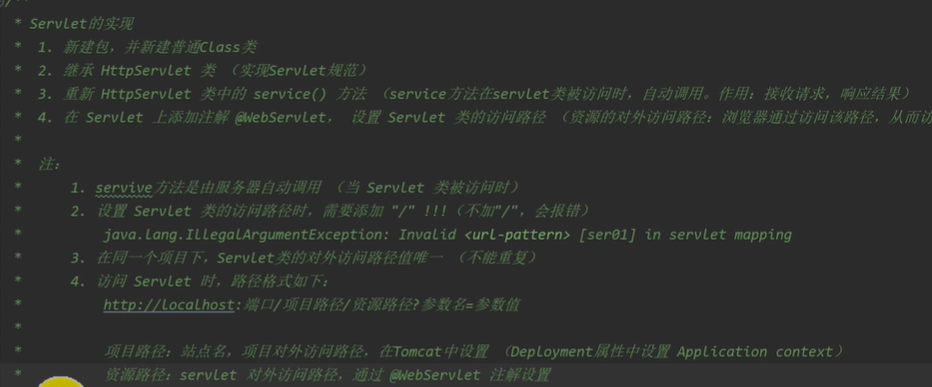 /**
* Servlet的实现
* 1. 新建包，并新建普通Class类
* 2. 继承 HttpServlet 类 （实现Servlet规范）
* 3. 重新 HttpServlet 类中的 service() 方法 （service方法在servlet类被访问时，自动调用。作用：接收请求，响应结果）
* 4. 在 Servlet 上添加注解 @WebServlet， 设置 Servlet 类的访问路径 （资源的对外访问路径：浏览器通过访问该路径，从而访
*
* 注：
* 1. servive方法是由服务器自动调用 （当 Servlet 类被访问时）
* 2. 设置 Servlet 类的访问路径时，需要添加 "/" !!!（不加"/"，会报错）
* java.lang.IllegalArgumentException: Invalid <url-pattern> [ser01] in servlet mapping
* 3. 在同一个项目下，Servlet类的对外访问路径值唯一 （不能重复）
* 4. 访问 Servlet 时，路径格式如下：
* http://localhost:端口/项目路径/资源路径?参数名=参数值
*
* 项目路径：站点名，项目对外访问路径，在Tomcat中设置 （Deployment属性中设置 Application context）
* 资源路径：servlet 对外访问路径，通过 @WebServlet 注解设置